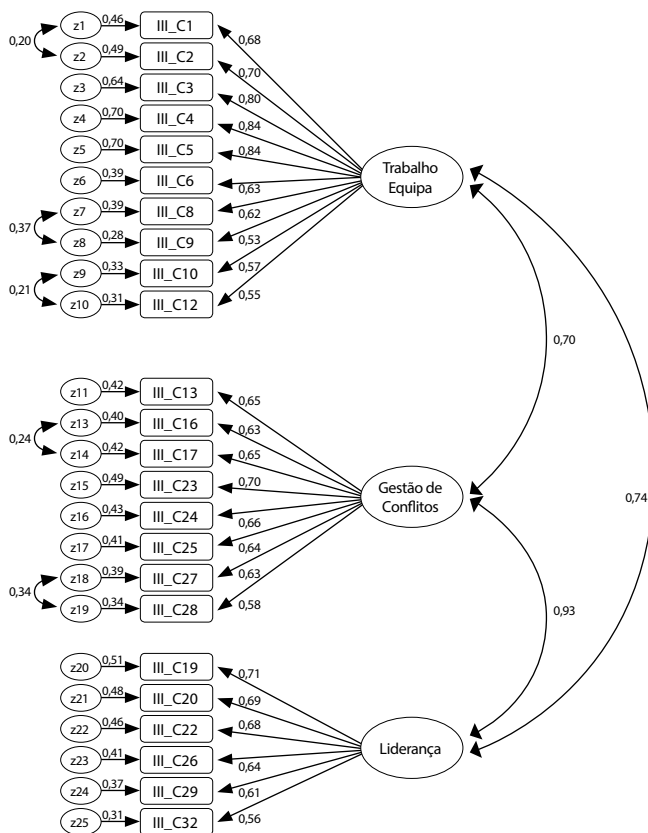 z1 0,46 III_C1 0,68
0,20
z2 0,49 III_C2 0,70
z3 0,64 III_C3 0,80
z4 0,70 III_C4 0,84
z5 0,70 III_C5 0,84
Trabalho
Equipa
z6 0,39 III_C6 0,63
z7 0,39 III_C8 0,62
0,37
z8 0,28 III_C9 0,53
z9 0,33 III_C10 0,57
0,21
z10 0,31 III_C12 0,55
0,70
z11 0,42 III_C13 0,65
z13 0,40 III_C16 0,63
0,24
z14 0,42 III_C17 0,65
z15 0,49 III_C23 0,70
Gestão de
Conflitos
0,74
z16 0,43 III_C24 0,66
z17 0,41 III_C25 0,64
z18 0,39 III_C27 0,63
0,34
z19 0,34 III_C28 0,58
0,93
z20 0,51 III_C19 0,71
z21 0,48 III_C20 0,69
z22 0,46 III_C22 0,68
Liderança
z23 0,41 III_C26 0,64
z24 0,37 III_C29 0,61
z25 0,31 III_C32 0,56